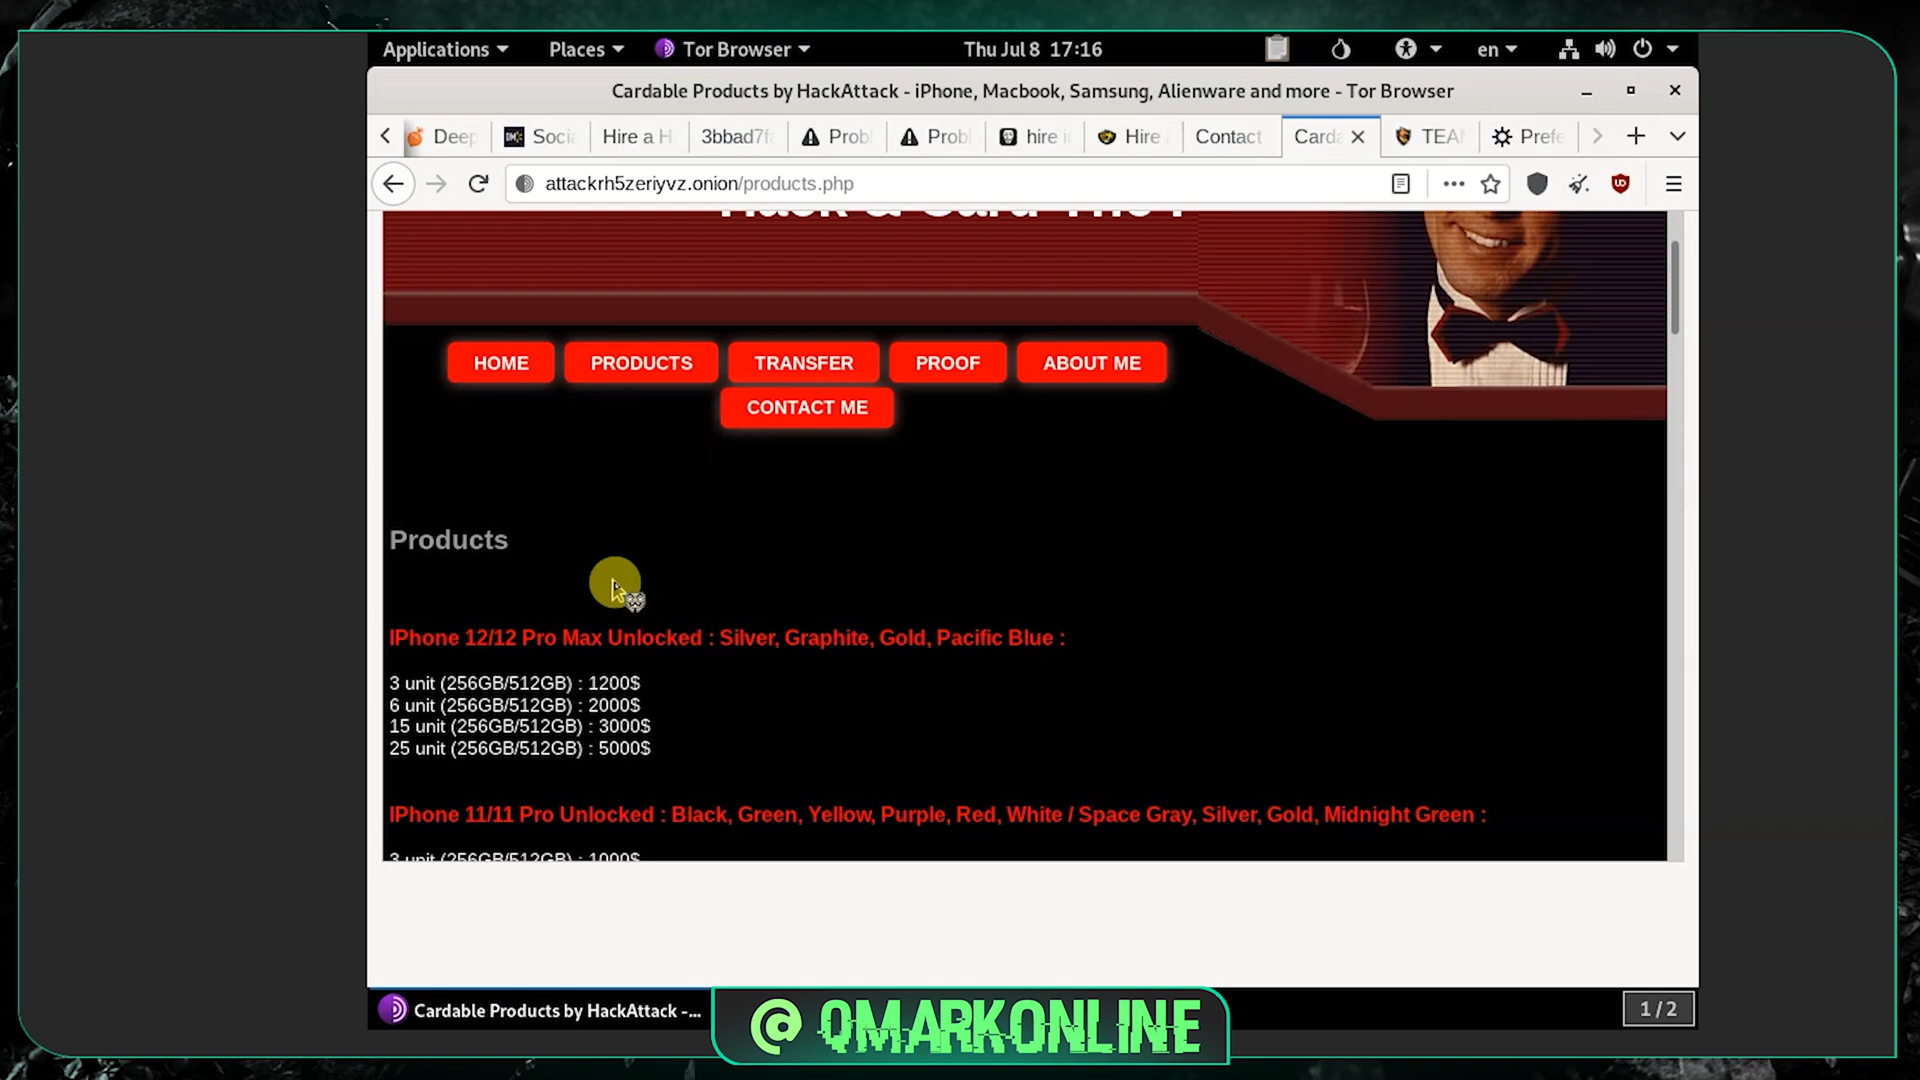 Applications Places Tor Browser Thu Jul 8 17:16 en
Cardable Products by HackAttack - iPhone, Macbook, Samsung, Alienware and more - Tor Browser
Deep Socia Hire a H 3bbad7fa Prob Prob hire i Hire Contact Carda TEA Prefe
attackrh5zeriyvz.onion/products.php
HOME PRODUCTS TRANSFER PROOF ABOUT ME
CONTACT ME
Products
IPhone 12/12 Pro Max Unlocked : Silver, Graphite, Gold, Pacific Blue :
3 unit (256GB/512GB) : 1200$
6 unit (256GB/512GB) : 2000$
15 unit (256GB/512GB) : 3000$
25 unit (256GB/512GB) : 5000$
IPhone 11/11 Pro Unlocked : Black, Green, Yellow, Purple, Red, White / Space Gray, Silver, Gold, Midnight Green :
3 unit (256GB/512GB) : 1000$
Cardable Products by HackAttack -... 1 / 2
@ QMARKONLINE